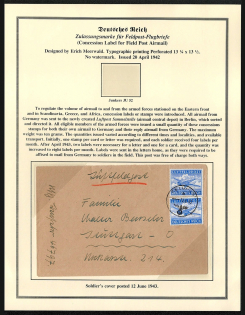 Deutsches Reich
Zulassungsmarke für Feldpost-Flugbriefe
(Concession Label for Field Post Airmail)
Designed by Erich Meerwald. Typographic printing Perforated 13 ½ x 13 ½.
No watermark. Issued 20 April 1942
To regulate the volume of airmail to and from the armed forces stationed on the Eastern front
and in Scandinavia, Greece, and Africa, concession labels or stamps were introduced. All airmail from
Germany was sent to the newly created
(airmail central depot) in Berlin, which sorted
and directed it. All eligible members of the armed forces were issued a small quantity of these concession
stamps for both their own airmail to Germany and their reply airmail from Germany. The maximum
weight was ten grams. The quantities issued varied according to different times and localities, and available
transport. Initially, the cost was one stamp per card or letter, and each soldier received four labels per month.
After April 1943, two labels became necessary for a letter and one for a card, and the quantity was
increased to eight labels per month. Labels were sent in the letters home, as they were required to be
affixed to mail from Germany to soldiers in the field. This post was free of charge both ways.
Luftfeldpost
Familie
Stuttgart - O
Soldier's cover posted 12 June 1943.